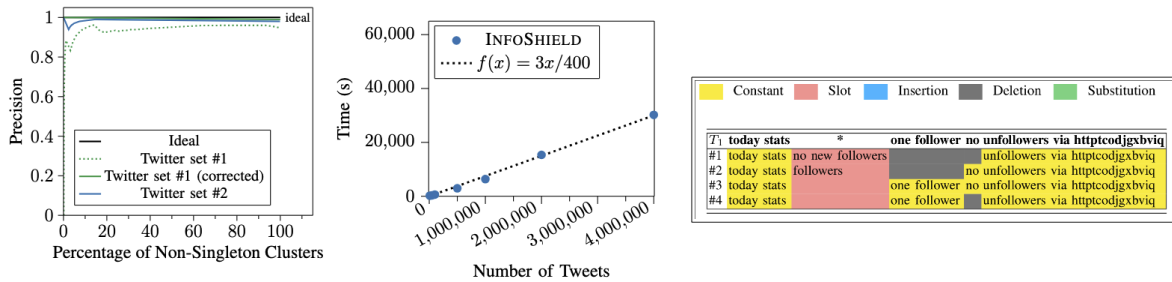 1
0.8
0.6
0.4
0.2
0
ideal
Precision
Ideal
Twitter set #1
Twitter set #1 (corrected)
Twitter set #2
0 20 40 60 80 100
Percentage of Non-Singleton Clusters
60,000
40,000
20,000
0
Time (s)
INFOSHIELD
f(x) = 3x/400
0
1,000,000
2,000,000
3,000,000
4,000,000
Number of Tweets
Constant Slot Insertion Deletion Substitution
T1 today stats * one follower no unfollowers via httptcodjgxbviq
#1 today stats no new followers unfollowers via httptcodjgxbviq
#2 today stats followers no unfollowers via httptcodjgxbviq
#3 today stats one follower no unfollowers via httptcodjgxbviq
#4 today stats one follower unfollowers via httptcodjgxbviq